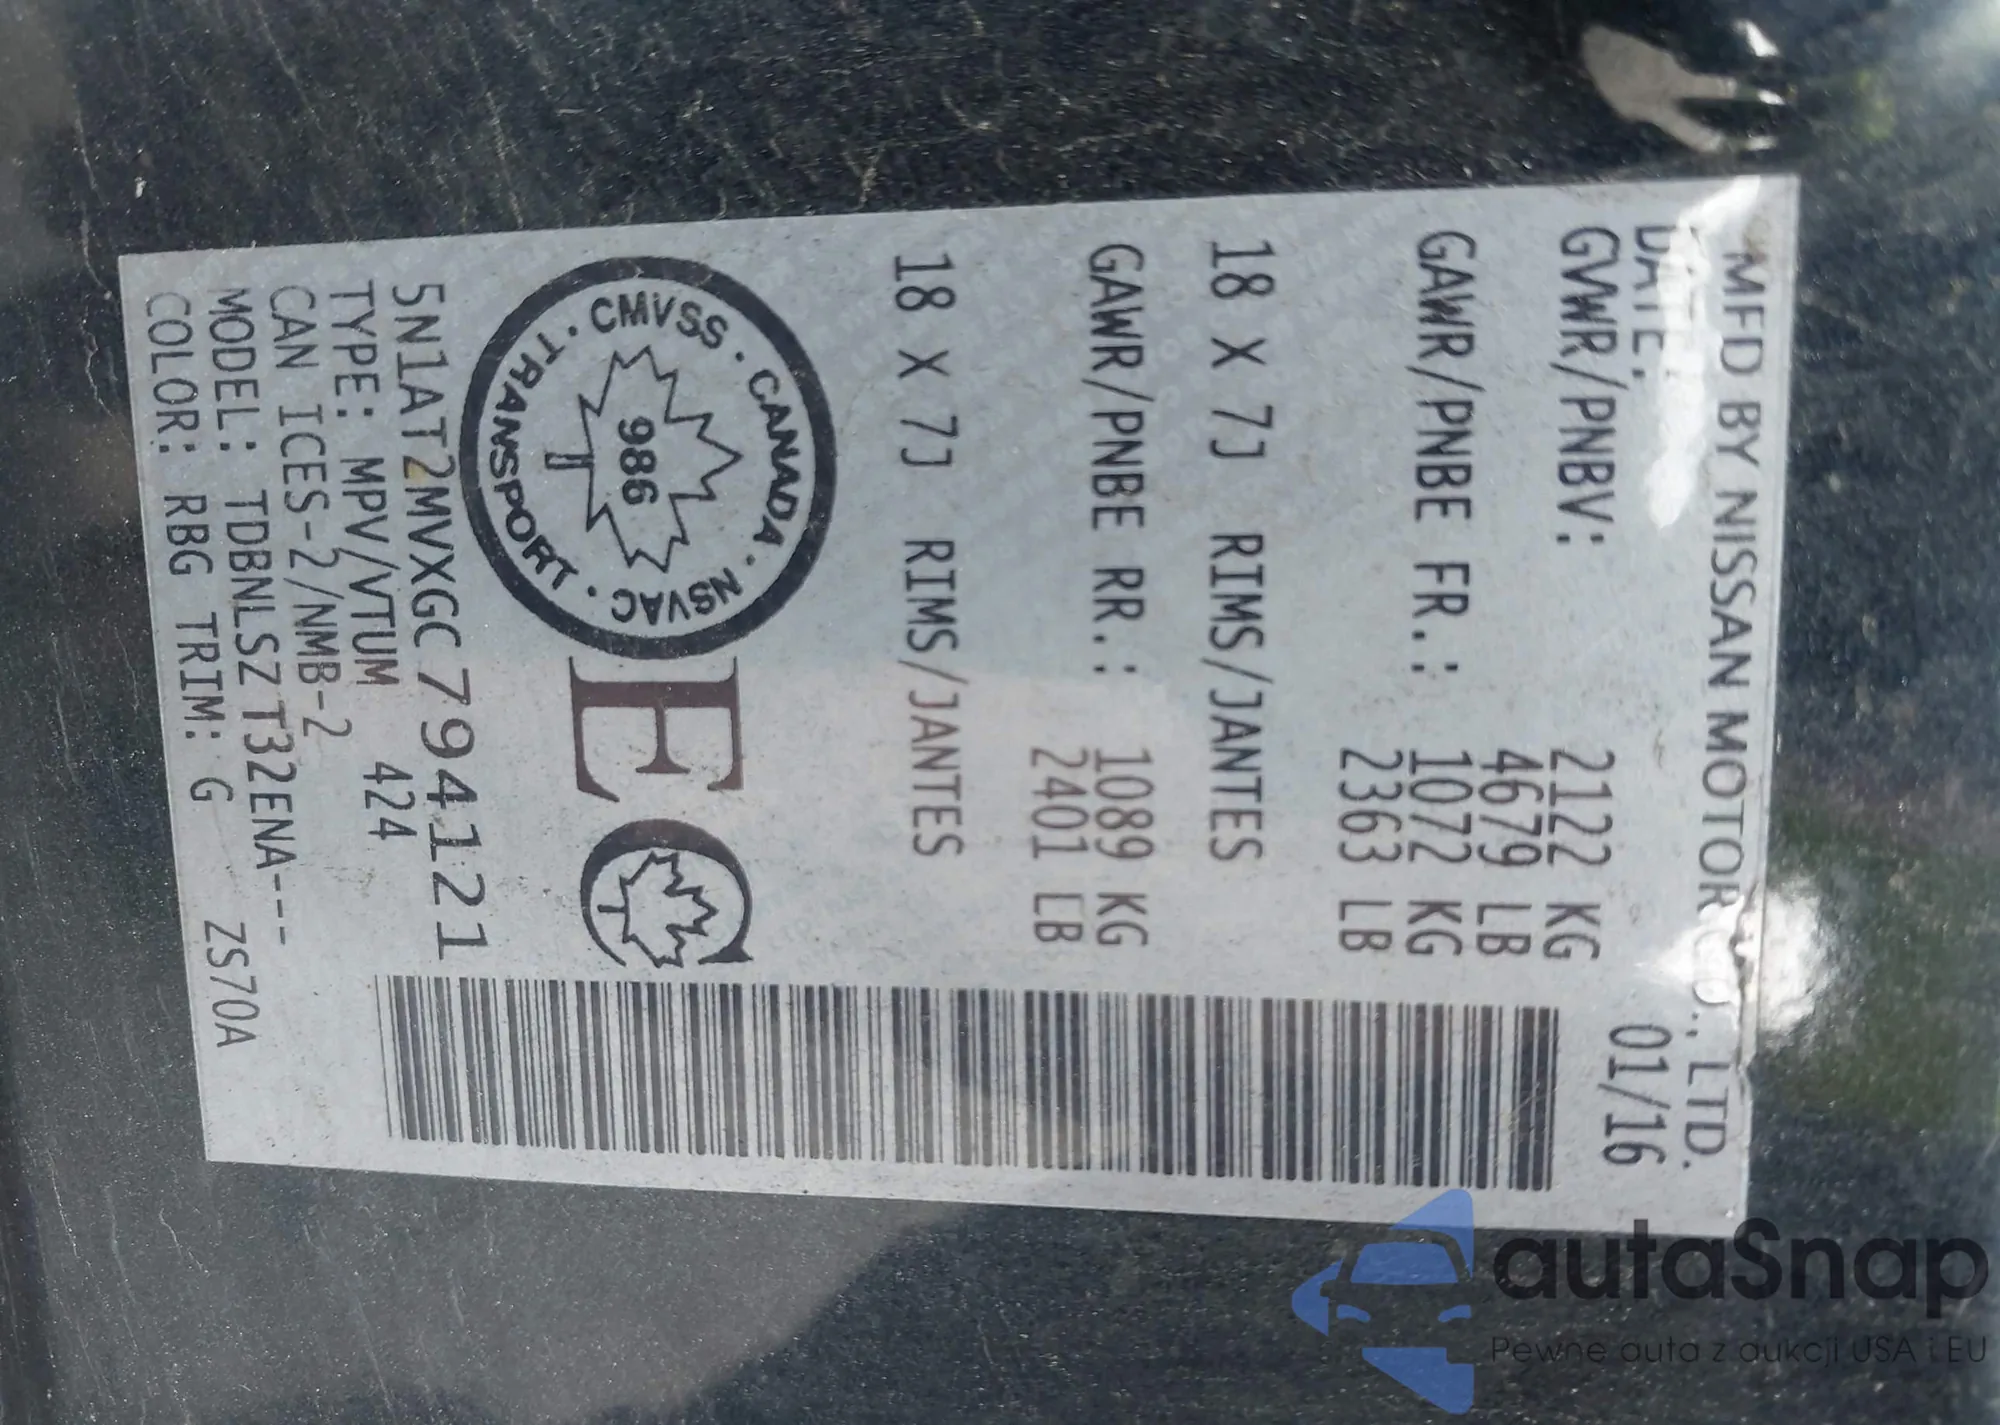 MFD BY NISSAN MOTOR CO., LTD.
DATE: 01/16
GVWR/PNBV: 2122 KG
4679 LB
GAWR/PNBE FR.: 1072 KG
2363 LB
18 X 7J RIMS/JANTES
GAWR/PNBE RR.: 1089 KG
2401 LB
18 X 7J RIMS/JANTES
CMVSS · CANADA · NSVAC · TRANSPORT ·
986
EC
5N1AT2MVXGC794121
TYPE: MPV/VTUM 424
CAN ICES-2/NMB-2
MODEL: TDBNLSZ T32ENA----
COLOR: RBG TRIM: G ZS70A
autaSnap
Pewne auta z aukcji USA i EU